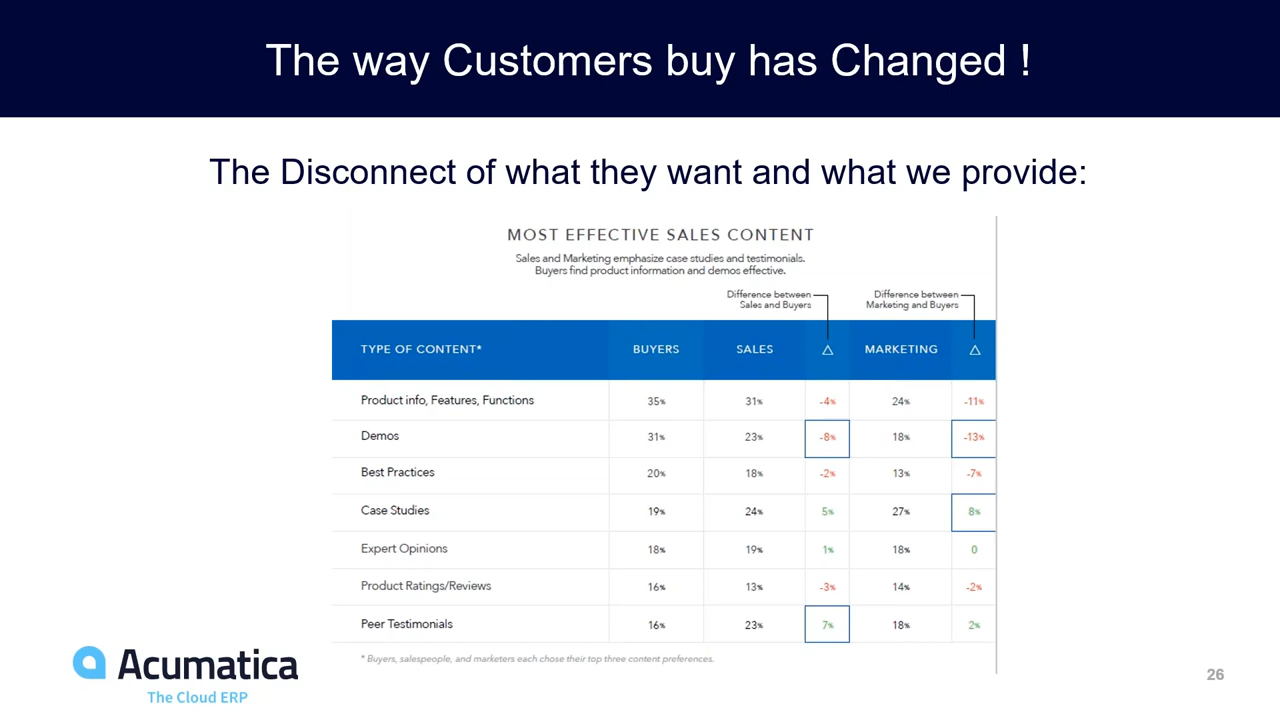 The way Customers buy has Changed !
The Disconnect of what they want and what we provide:
MOST EFFECTIVE SALES CONTENT
Sales and Marketing emphasize case studies and testimonials.
Buyers find product information and demos effective.
Difference between
Sales and Buyers
Difference between
Marketing and Buyers
TYPE OF CONTENT* BUYERS SALES △ MARKETING △
Product info, Features, Functions 35% 31% -4% 24% -11%
Demos 31% 23% -8% 18% -13%
Best Practices 20% 18% -2% 13% -7%
Case Studies 19% 24% 5% 27% 8%
Expert Opinions 18% 19% 1% 18% 0
Product Ratings/Reviews 16% 13% -3% 14% -2%
Peer Testimonials 16% 23% 7% 18% 2%
* Buyers, salespeople, and marketers each chose their top three content preferences.
Acumatica
The Cloud ERP
26